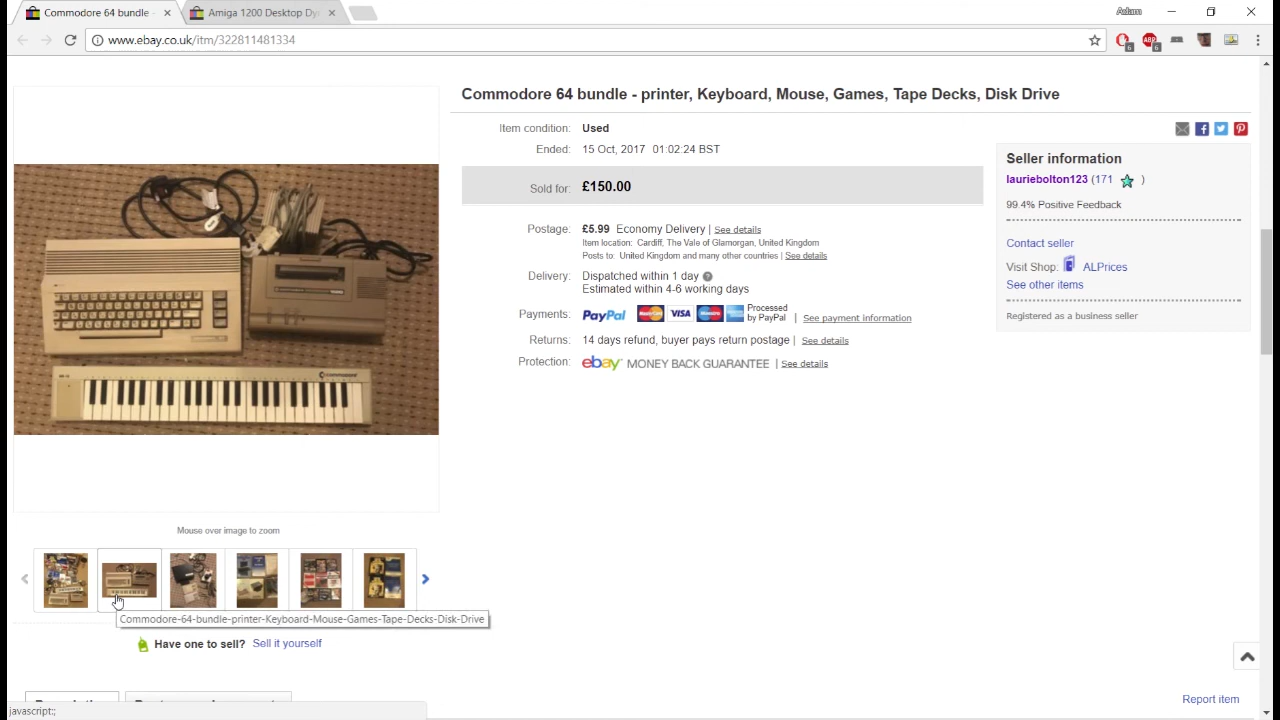 Commodore 64 bundle -
Amiga 1200 Desktop Dy
Adam
www.ebay.co.uk/itm/322811481334
6
ABP
6
Commodore 64 bundle - printer, Keyboard, Mouse, Games, Tape Decks, Disk Drive
Item condition: Used
Ended: 15 Oct, 2017 01:02:24 BST
Sold for: £150.00
Postage: £5.99 Economy Delivery | See details
Item location: Cardiff, The Vale of Glamorgan, United Kingdom
Posts to: United Kingdom and many other countries | See details
Delivery: Dispatched within 1 day ?
Estimated within 4-6 working days
Payments: PayPal MasterCard VISA Maestro Processed by PayPal | See payment information
Returns: 14 days refund, buyer pays return postage | See details
Protection: ebay MONEY BACK GUARANTEE | See details
Seller information
lauriebolton123 (171 )
99.4% Positive Feedback
Contact seller
Visit Shop: ALPrices
See other items
Registered as a business seller
commodore
Mouse over image to zoom
Commodore-64-bundle-printer-Keyboard-Mouse-Games-Tape-Decks-Disk-Drive
Have one to sell? Sell it yourself
Report item
javascript:;